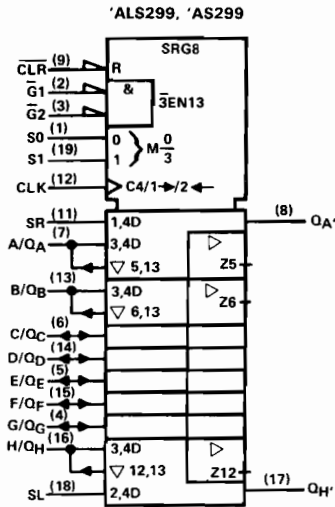 'ALS299, 'AS299
SRG8
CLR (9) R
G1 (2) & 3EN13
G2 (3)
S0 (1) 0 M 0/3
S1 (19) 1
CLK (12) C4/1→/2←
SR (11) 1,4D (8) QA'
A/QA (7) 3,4D ▷
▽ 5,13 Z5
B/QB (13) 3,4D ▷
▽ 6,13 Z6
C/QC (6)
D/QD (14)
E/QE (5)
F/QF (15)
G/QG (4)
H/QH (16) 3,4D ▷
▽ 12,13 Z12
SL (18) 2,4D (17) QH'